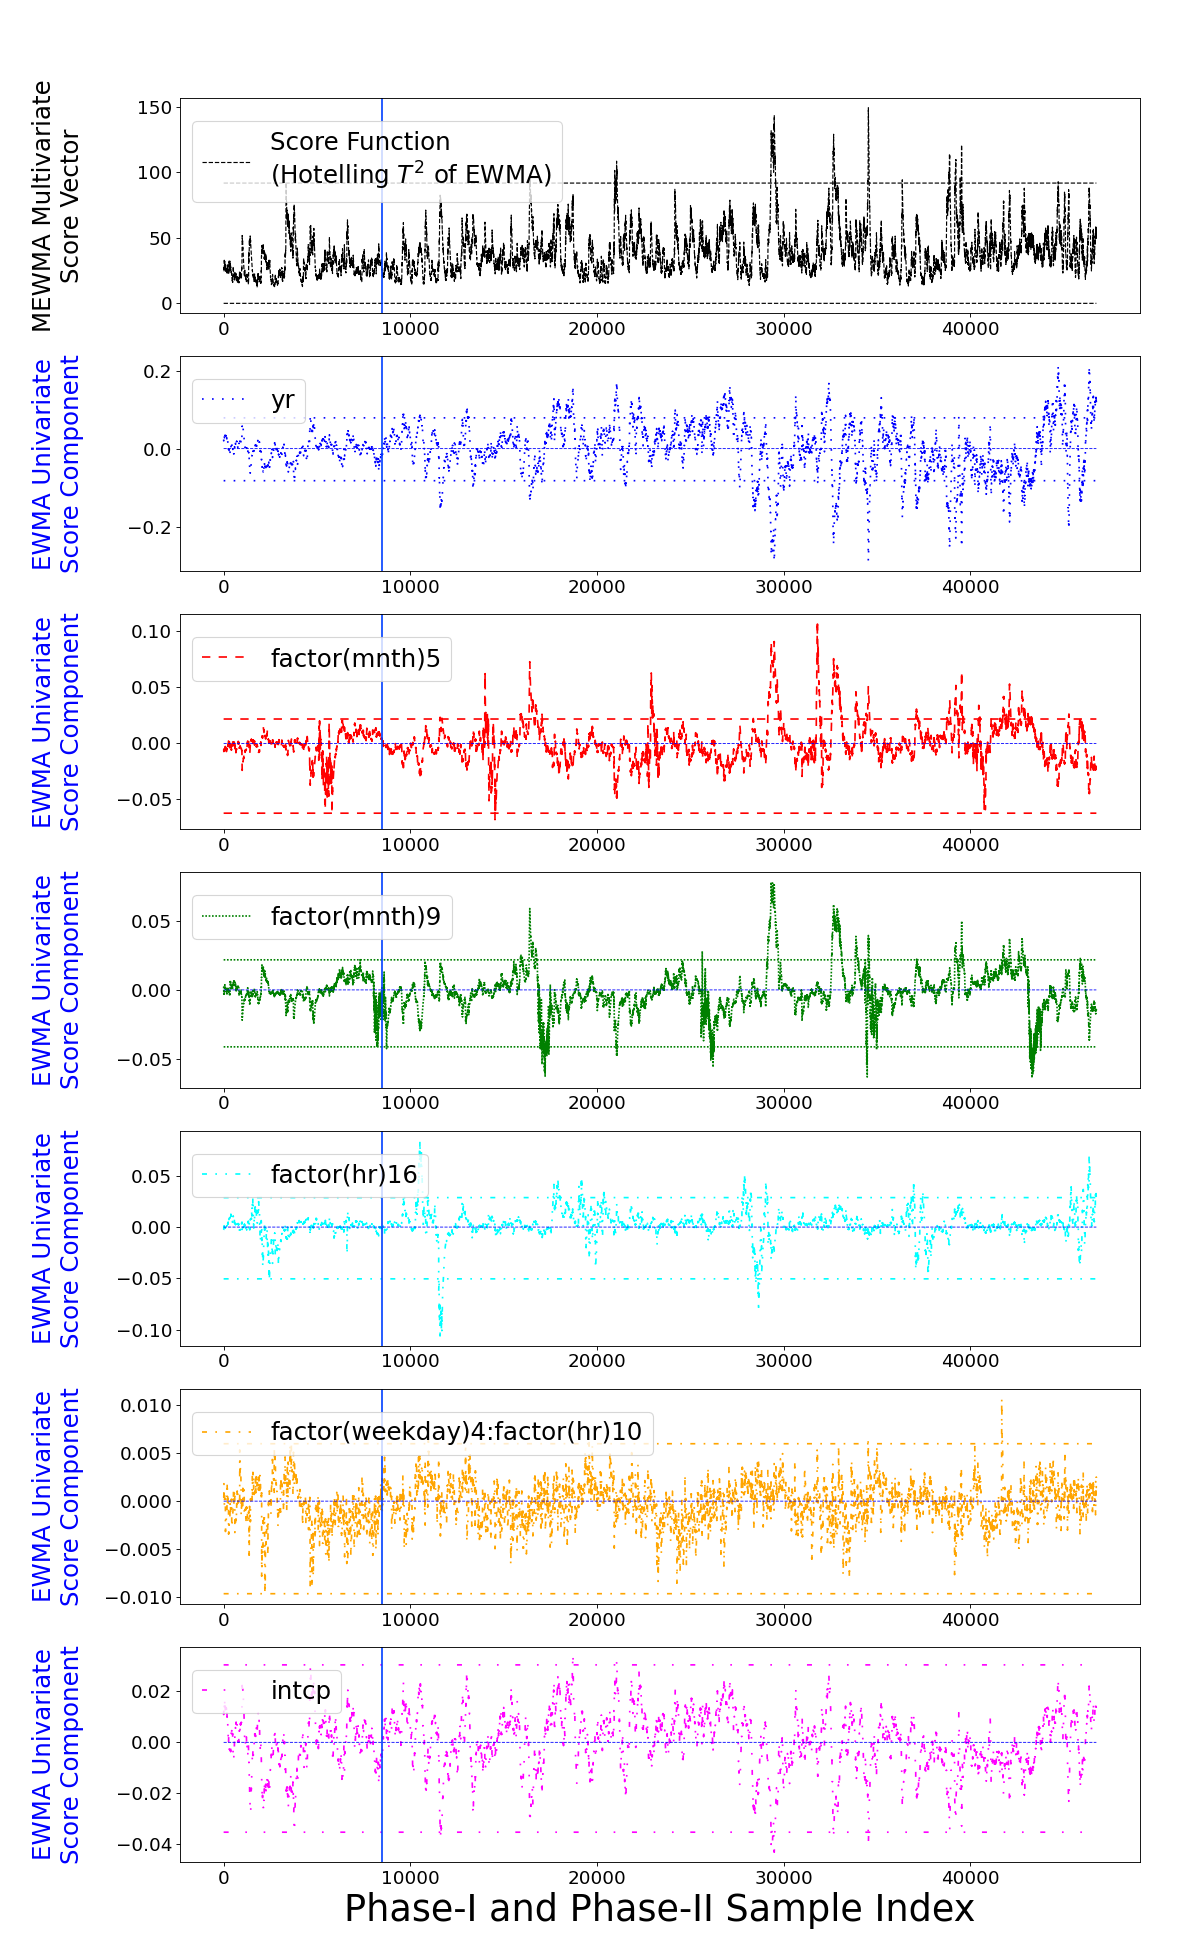 MEWMA Multivariate
Score Vector
150
100
50
0
Score Function
(Hotelling T² of EWMA)
0 10000 20000 30000 40000
EWMA Univariate
Score Component
0.2
0.0
−0.2
yr
0 10000 20000 30000 40000
EWMA Univariate
Score Component
0.10
0.05
0.00
−0.05
factor(mnth)5
0 10000 20000 30000 40000
EWMA Univariate
Score Component
0.05
0.00
−0.05
factor(mnth)9
0 10000 20000 30000 40000
EWMA Univariate
Score Component
0.05
0.00
−0.05
−0.10
factor(hr)16
0 10000 20000 30000 40000
EWMA Univariate
Score Component
0.010
0.005
0.000
−0.005
−0.010
factor(weekday)4:factor(hr)10
0 10000 20000 30000 40000
EWMA Univariate
Score Component
0.02
0.00
−0.02
−0.04
intcp
0 10000 20000 30000 40000
Phase-I and Phase-II Sample Index